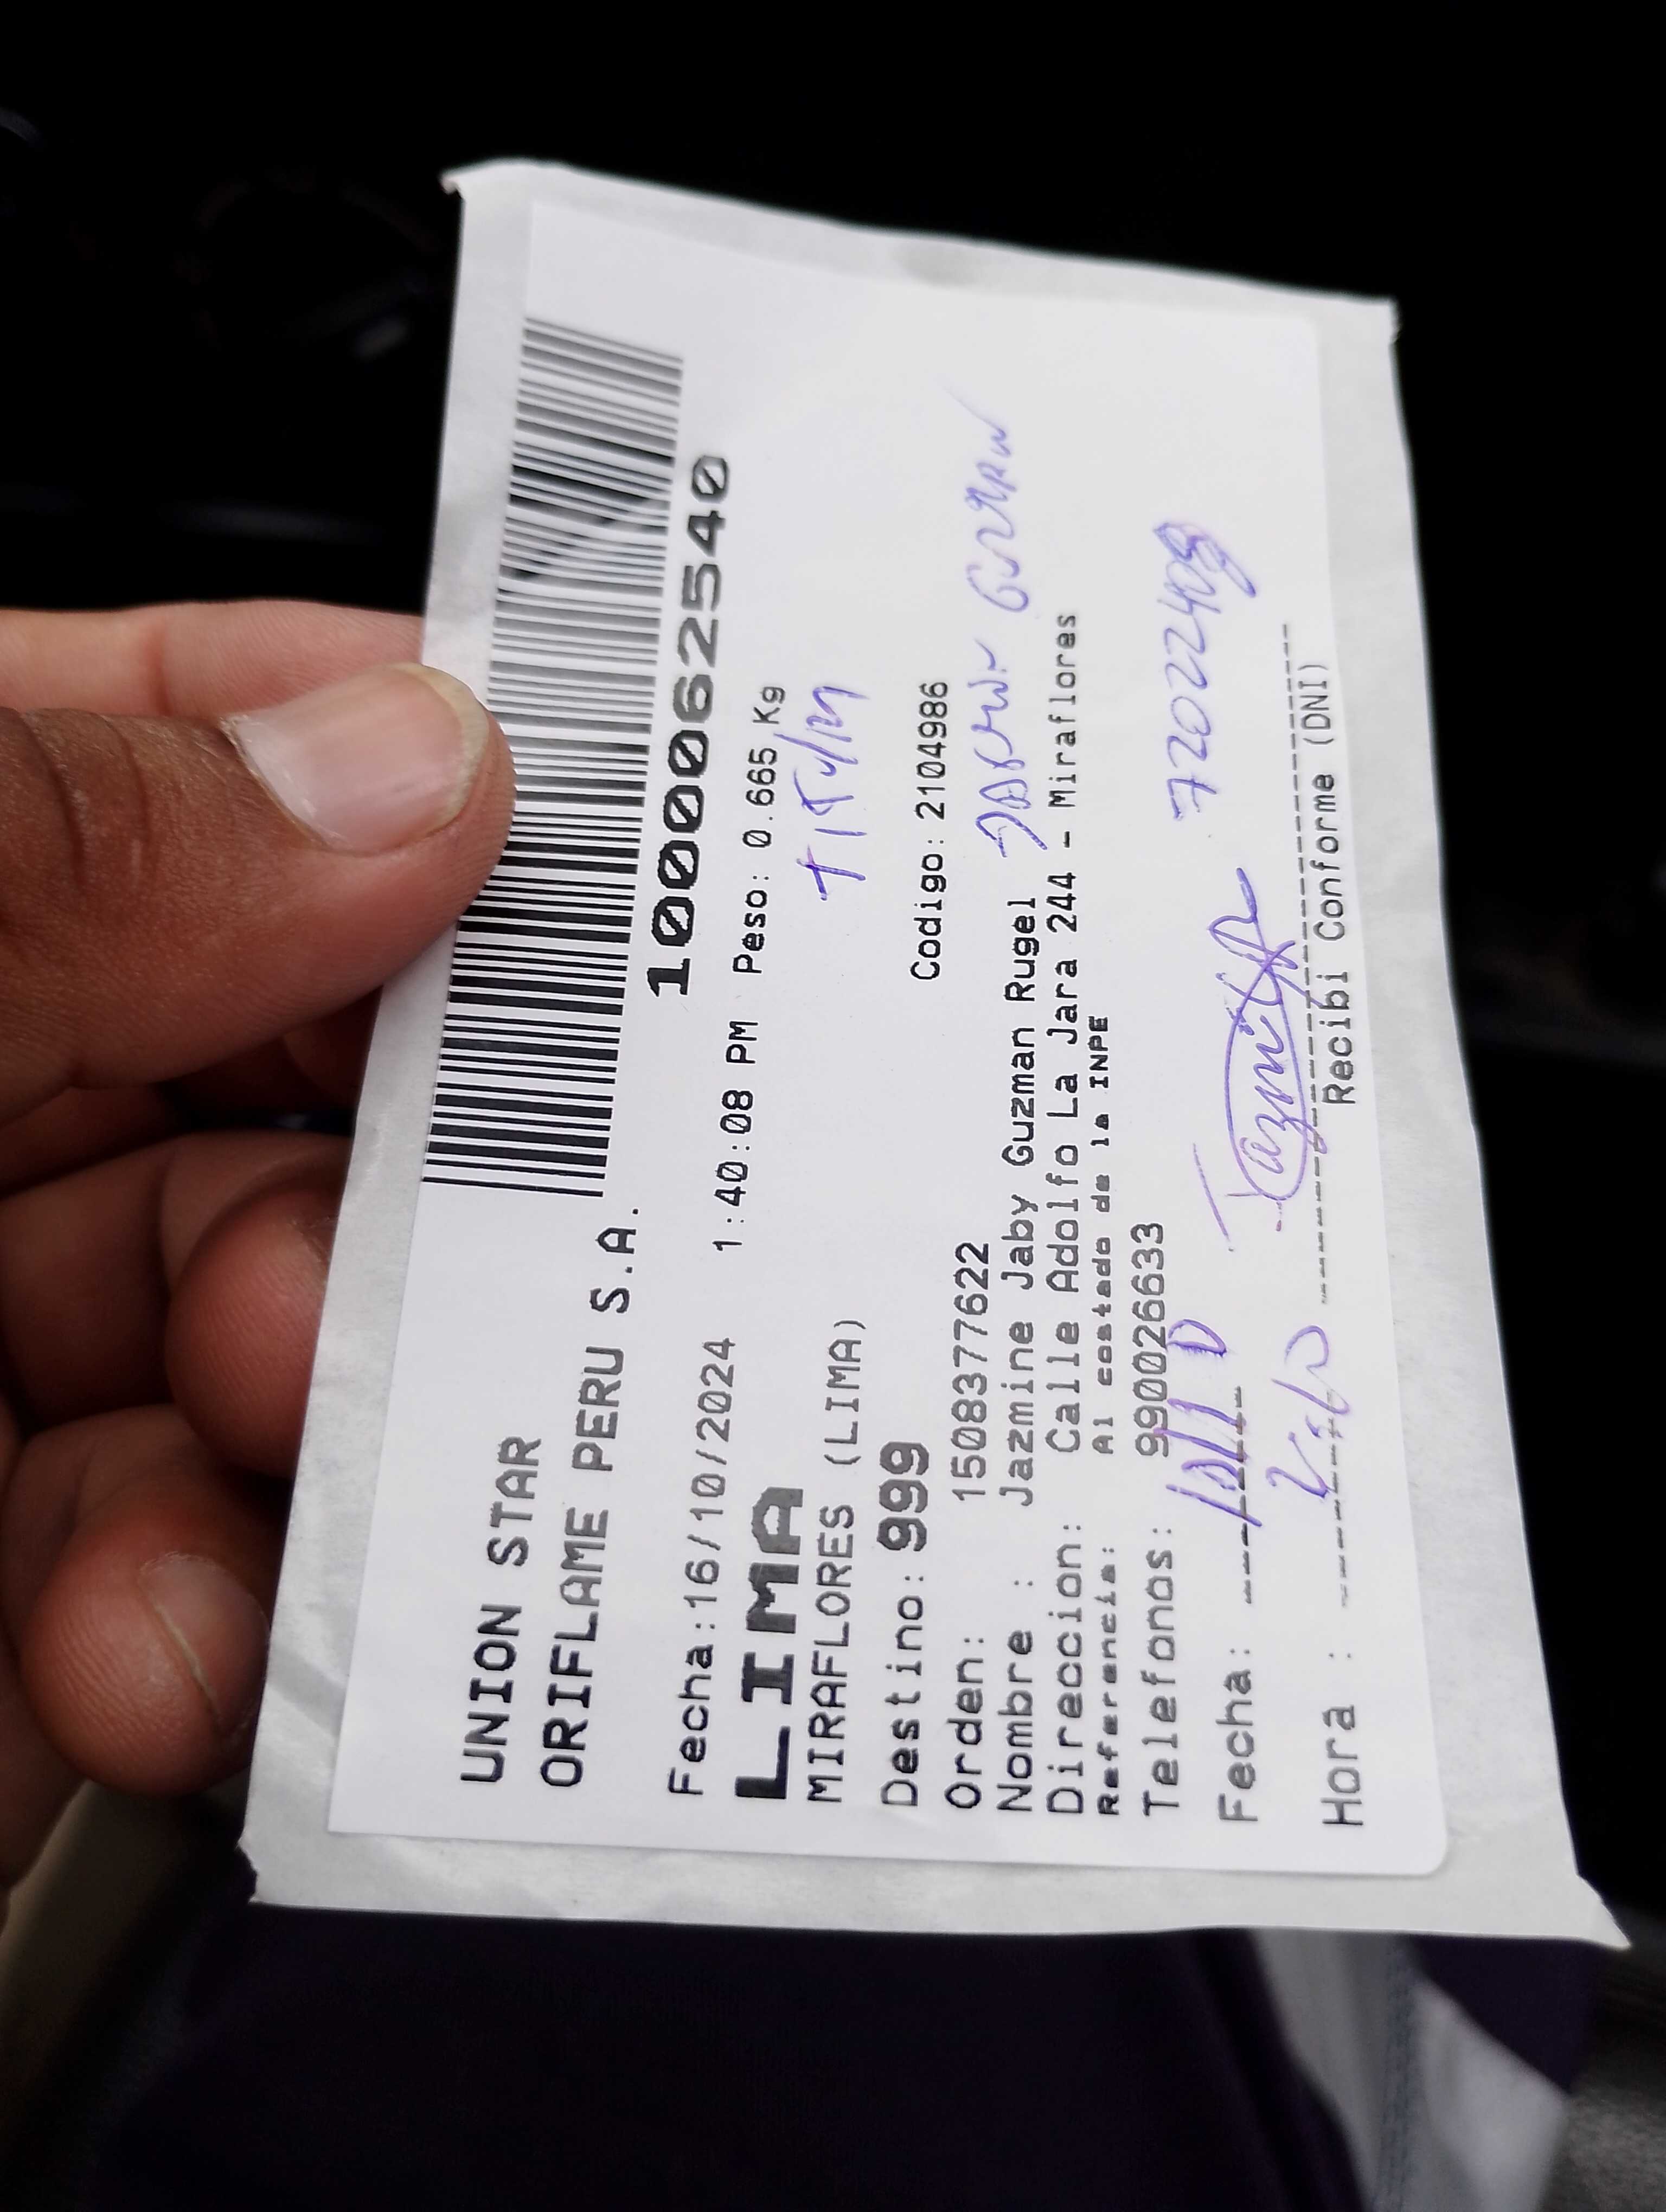 UNION STAR
ORIFLAME PERU S.A.
1000062540
Fecha:16/10/2024 1:40:08 PM Peso: 0.665 Kg
LIMA
MIRAFLORES (LIMA)
Destino: 999
Orden: 1508377622 Codigo: 2104986
Nombre : Jazmine Jaby Guzman Rugel
Direccion: Calle Adolfo La Jara 244 - Miraflores
Referencia: Al costado de la INPE
Telefonos: 990026633
72022408
Fecha:
Hora :
Recibi Conforme (DNI)